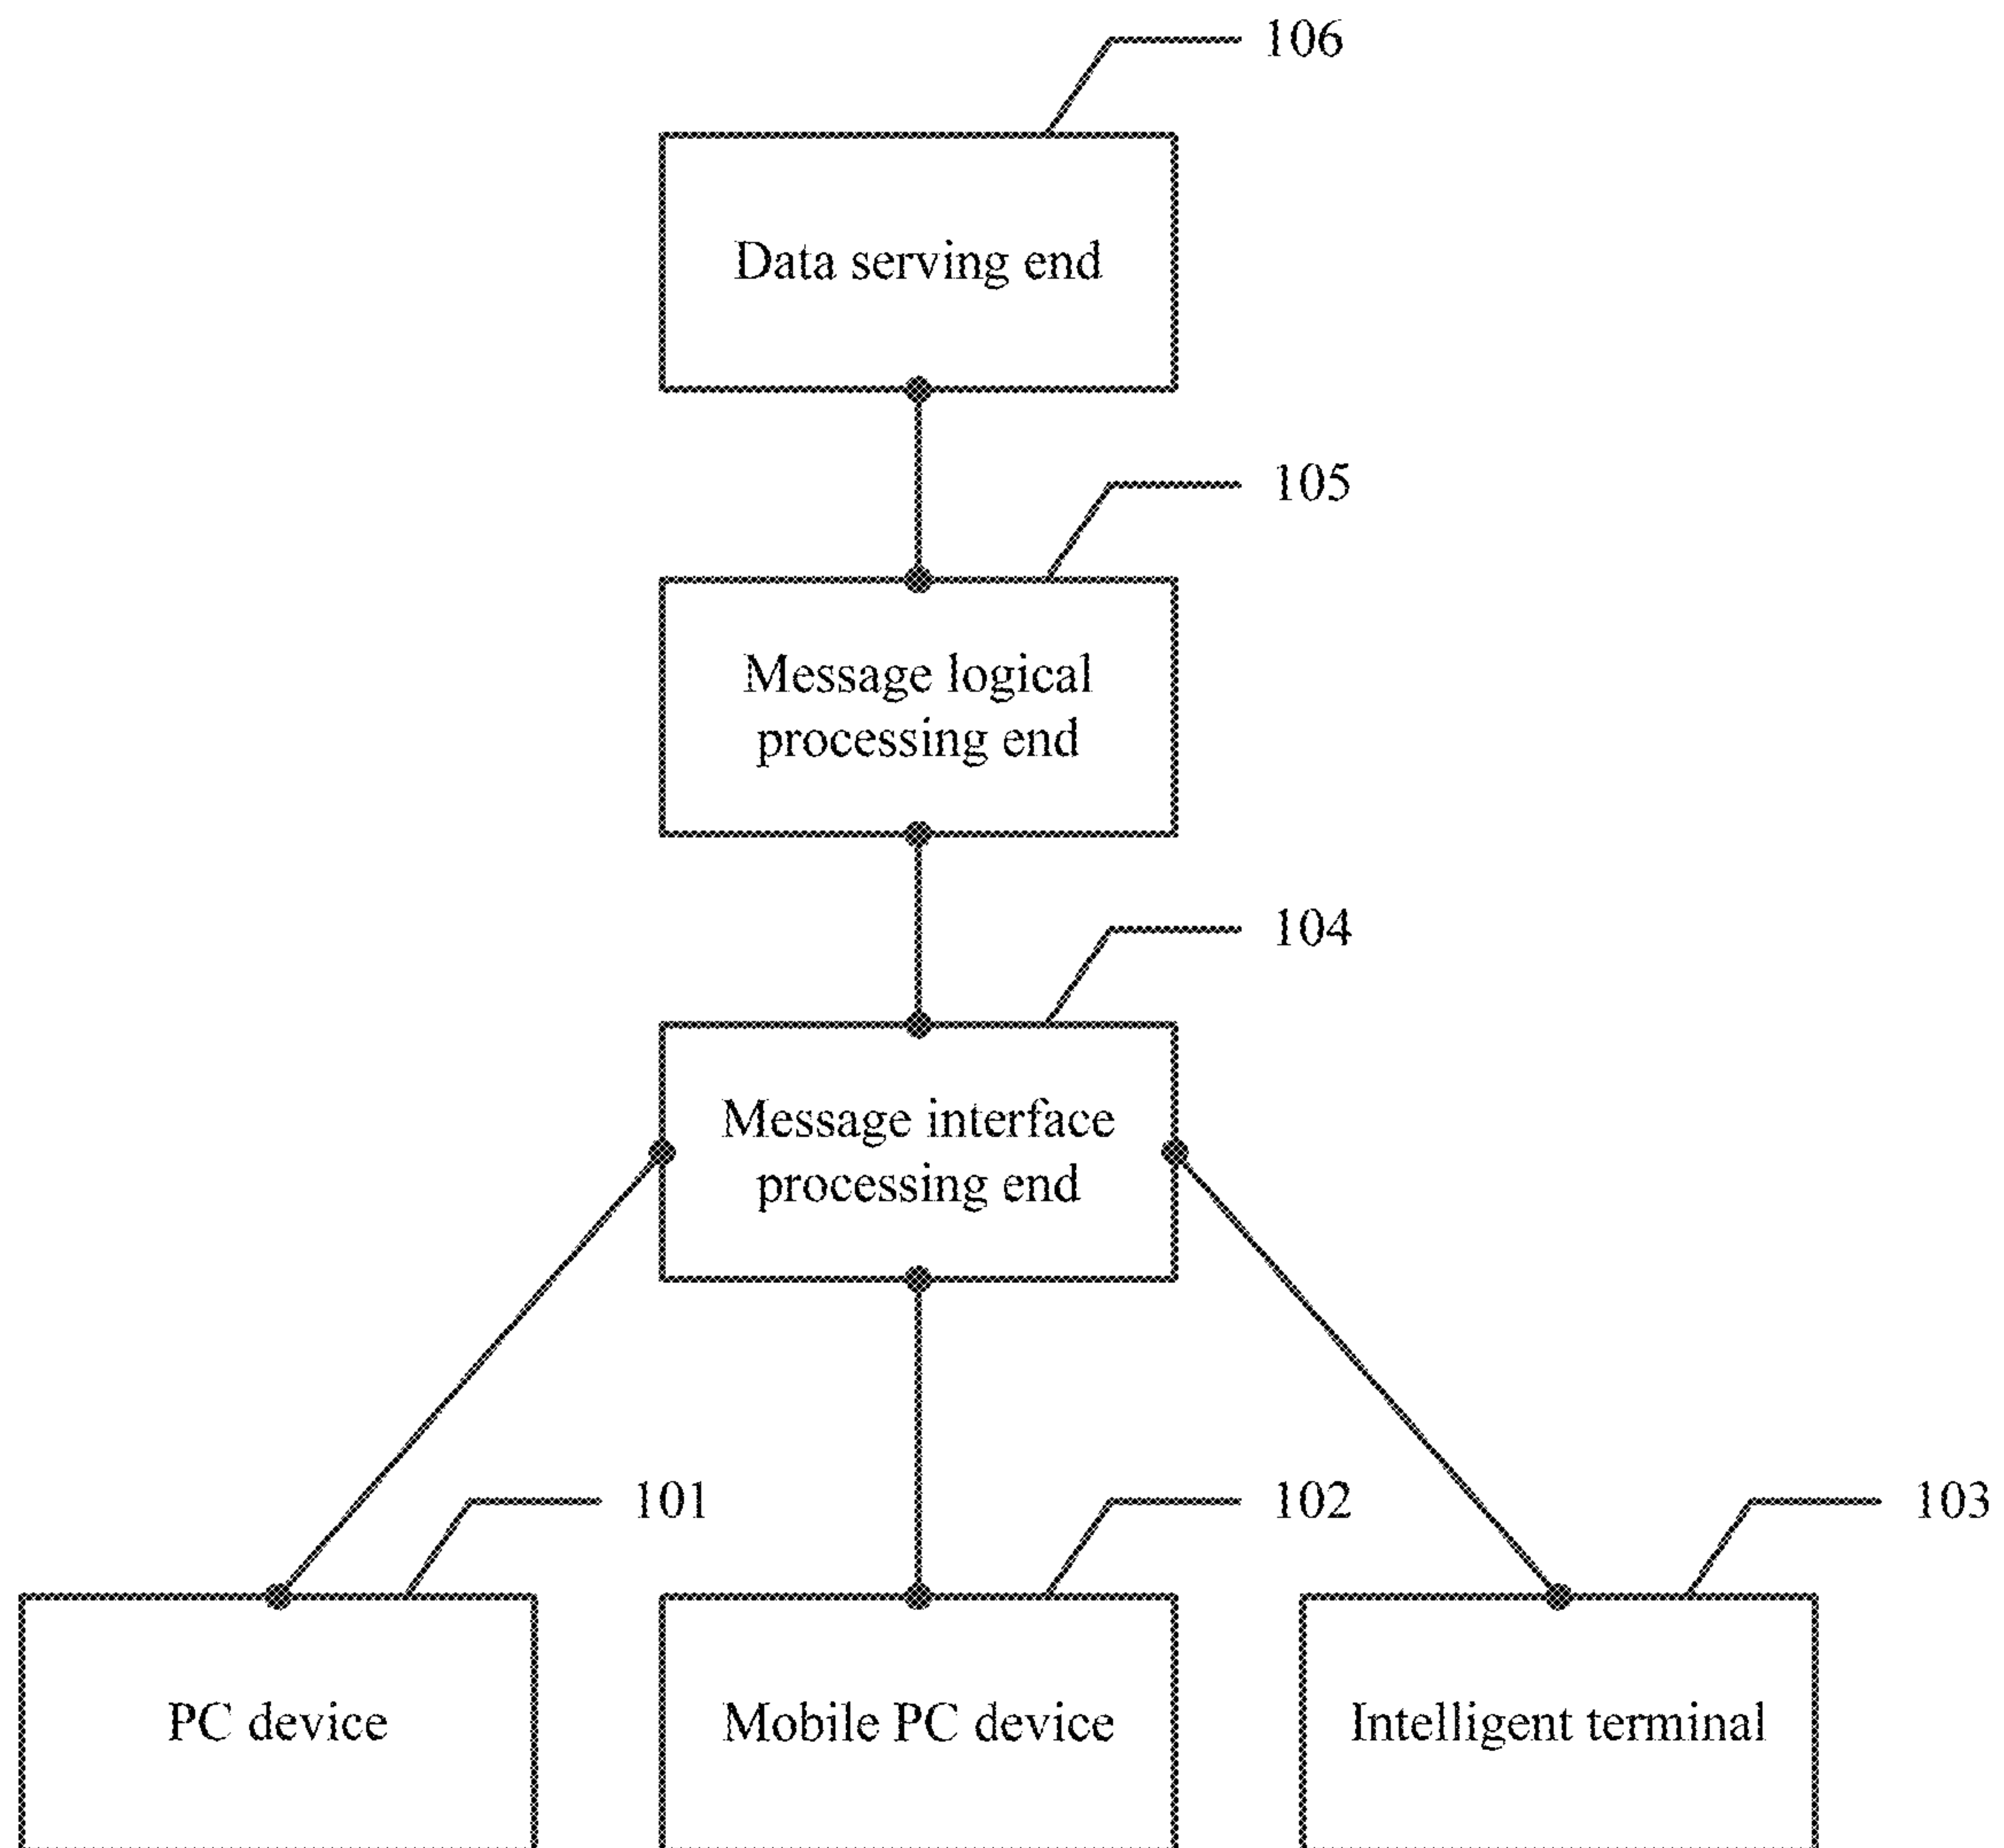 106
Data serving end
105
Message logical
processing end
104
Message interface
processing end
101
102
103
PC device
Mobile PC device
Intelligent terminal